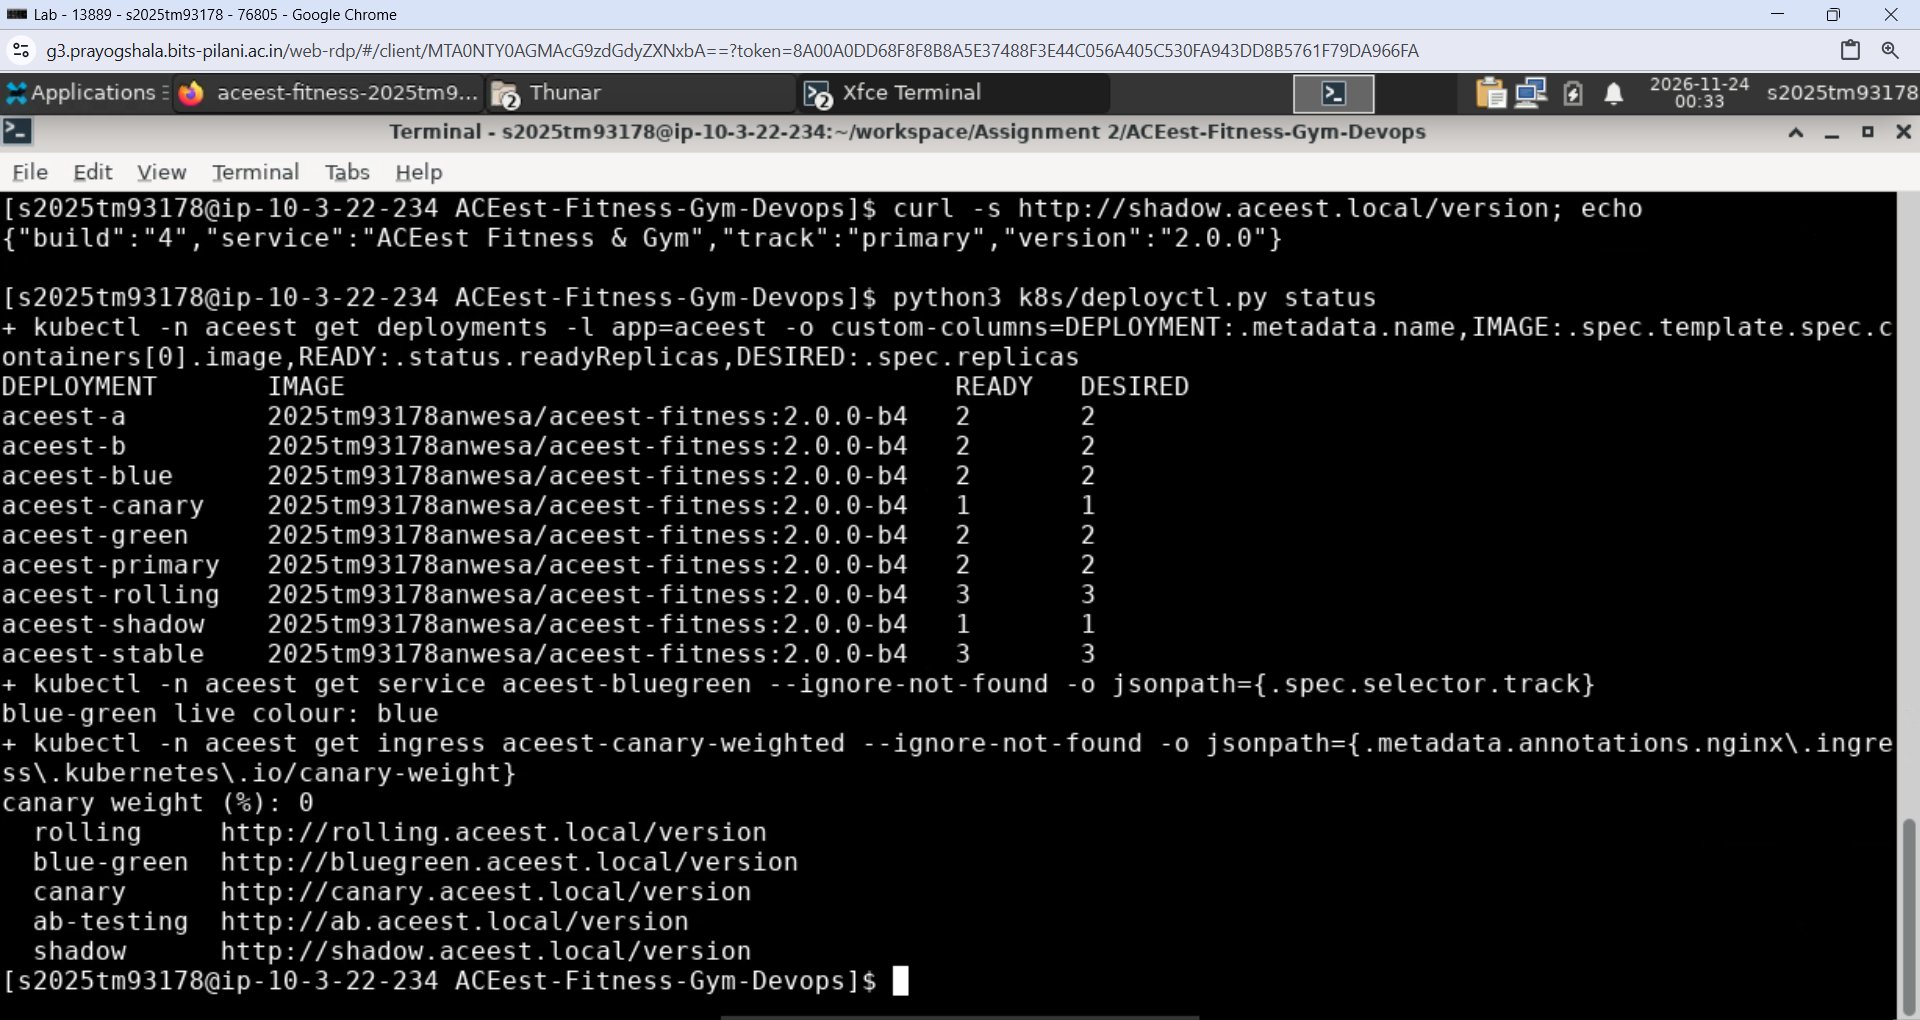 Lab - 13889 - s2025tm93178 - 76805 - Google Chrome
g3.prayogshala.bits-pilani.ac.in/web-rdp/#/client/MTA0NTY0AGMAcG9zdGdyZXNxbA==?token=8A00A0DD68F8F8B8A5E37488F3E44C056A405C530FA943DD8B5761F79DA966FA
Applications aceest-fitness-2025tm9... 2 Thunar 2 Xfce Terminal 2026-11-24 00:33 s2025tm93178
Terminal - s2025tm93178@ip-10-3-22-234:~/workspace/Assignment 2/ACEest-Fitness-Gym-Devops
File Edit View Terminal Tabs Help
[s2025tm93178@ip-10-3-22-234 ACEest-Fitness-Gym-Devops]$ curl -s http://shadow.aceest.local/version; echo
{"build":"4","service":"ACEest Fitness & Gym","track":"primary","version":"2.0.0"}
[s2025tm93178@ip-10-3-22-234 ACEest-Fitness-Gym-Devops]$ python3 k8s/deployctl.py status
+ kubectl -n aceest get deployments -l app=aceest -o custom-columns=DEPLOYMENT:.metadata.name,IMAGE:.spec.template.spec.c
ontainers[0].image,READY:.status.readyReplicas,DESIRED:.spec.replicas
DEPLOYMENT IMAGE READY DESIRED
aceest-a 2025tm93178anwesa/aceest-fitness:2.0.0-b4 2 2
aceest-b 2025tm93178anwesa/aceest-fitness:2.0.0-b4 2 2
aceest-blue 2025tm93178anwesa/aceest-fitness:2.0.0-b4 2 2
aceest-canary 2025tm93178anwesa/aceest-fitness:2.0.0-b4 1 1
aceest-green 2025tm93178anwesa/aceest-fitness:2.0.0-b4 2 2
aceest-primary 2025tm93178anwesa/aceest-fitness:2.0.0-b4 2 2
aceest-rolling 2025tm93178anwesa/aceest-fitness:2.0.0-b4 3 3
aceest-shadow 2025tm93178anwesa/aceest-fitness:2.0.0-b4 1 1
aceest-stable 2025tm93178anwesa/aceest-fitness:2.0.0-b4 3 3
+ kubectl -n aceest get service aceest-bluegreen --ignore-not-found -o jsonpath={.spec.selector.track}
blue-green live colour: blue
+ kubectl -n aceest get ingress aceest-canary-weighted --ignore-not-found -o jsonpath={.metadata.annotations.nginx\.ingre
ss\.kubernetes\.io/canary-weight}
canary weight (%): 0
rolling http://rolling.aceest.local/version
blue-green http://bluegreen.aceest.local/version
canary http://canary.aceest.local/version
ab-testing http://ab.aceest.local/version
shadow http://shadow.aceest.local/version
[s2025tm93178@ip-10-3-22-234 ACEest-Fitness-Gym-Devops]$